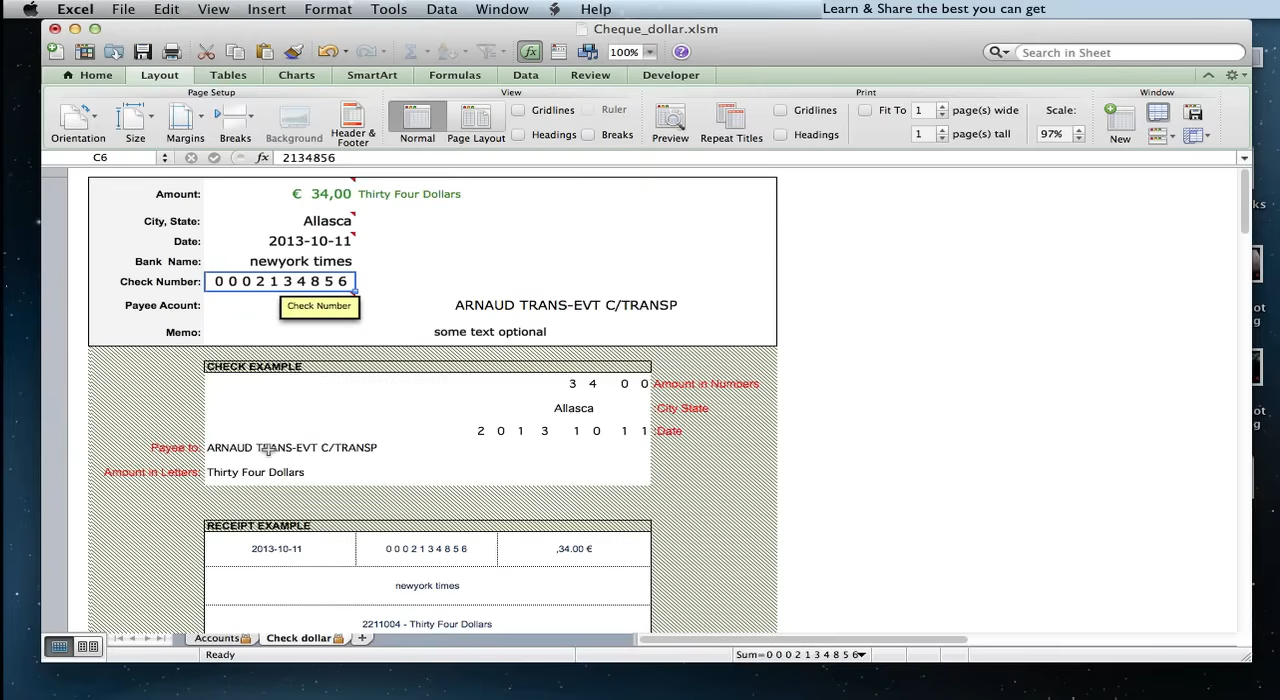 Excel File Edit View Insert Format Tools Data Window Help
Learn & Share the best you can get
Cheque_dollar.xlsm
100%
Search in Sheet
Home Layout Tables Charts SmartArt Formulas Data Review Developer
Page Setup View Print Window
Gridlines Ruler Gridlines Fit To 1 page(s) wide Scale:
Headings Breaks Headings 1 page(s) tall 97%
Orientation Size Margins Breaks Background Header & Footer Normal Page Layout Preview Repeat Titles New
C6 fx 2134856
Amount: € 34,00 Thirty Four Dollars
City, State: Allasca
Date: 2013-10-11
Bank Name: newyork times
Check Number: 0 0 0 2 1 3 4 8 5 6
Payee Acount: Check Number ARNAUD TRANS-EVT C/TRANSP
Memo: some text optional
CHECK EXAMPLE
3 4 0 0 Amount in Numbers
Allasca :City State
2 0 1 3 1 0 1 1 :Date
Payee to: ARNAUD TRANS-EVT C/TRANSP
Amount in Letters: Thirty Four Dollars
RECEIPT EXAMPLE
2013-10-11 0 0 0 2 1 3 4 8 5 6 ,34.00 €
newyork times
2211004 - Thirty Four Dollars
Accounts Check dollar
Ready Sum=0 0 0 2 1 3 4 8 5 6